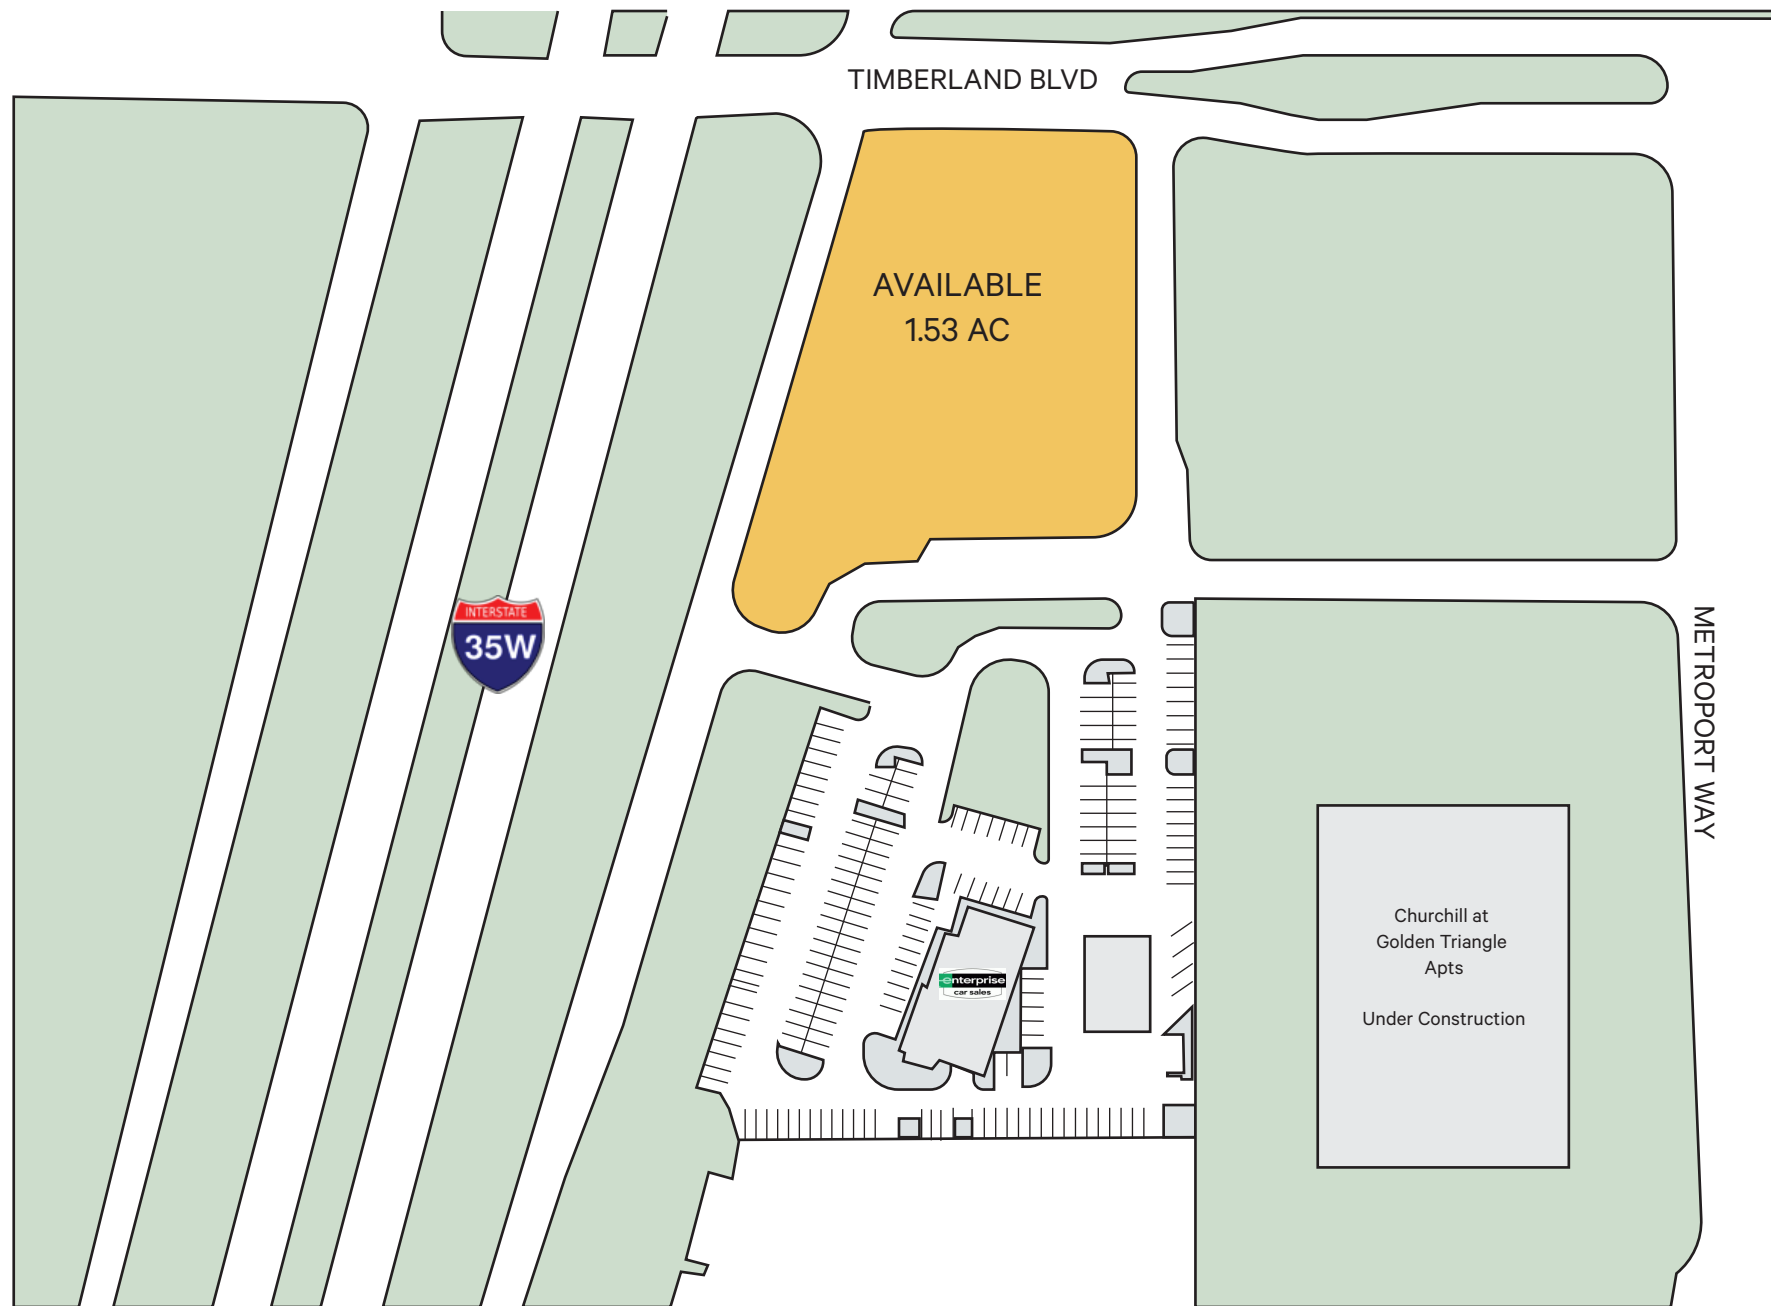 TIMBERLAND BLVD
AVAILABLE
1.53 AC
INTERSTATE
35W
METROPORT WAY
Churchill at
Golden Triangle
Apts
Under Construction
enterprise
car sales